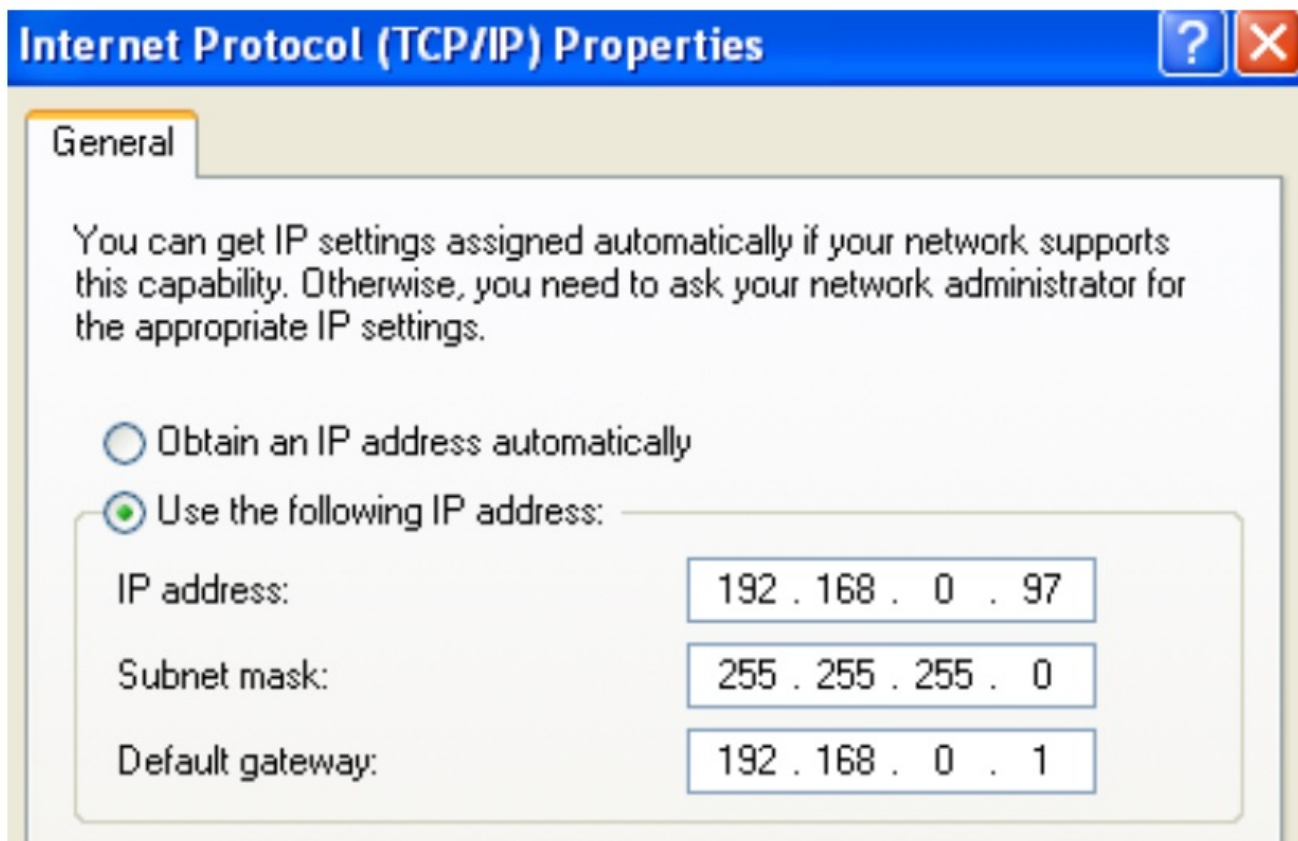 Internet Protocol (TCP/IP) Properties
General
You can get IP settings assigned automatically if your network supports
this capability. Otherwise, you need to ask your network administrator for
the appropriate IP settings.
Obtain an IP address automatically
Use the following IP address:
IP address: 192 . 168 . 0 . 97
Subnet mask: 255 . 255 . 255 . 0
Default gateway: 192 . 168 . 0 . 1